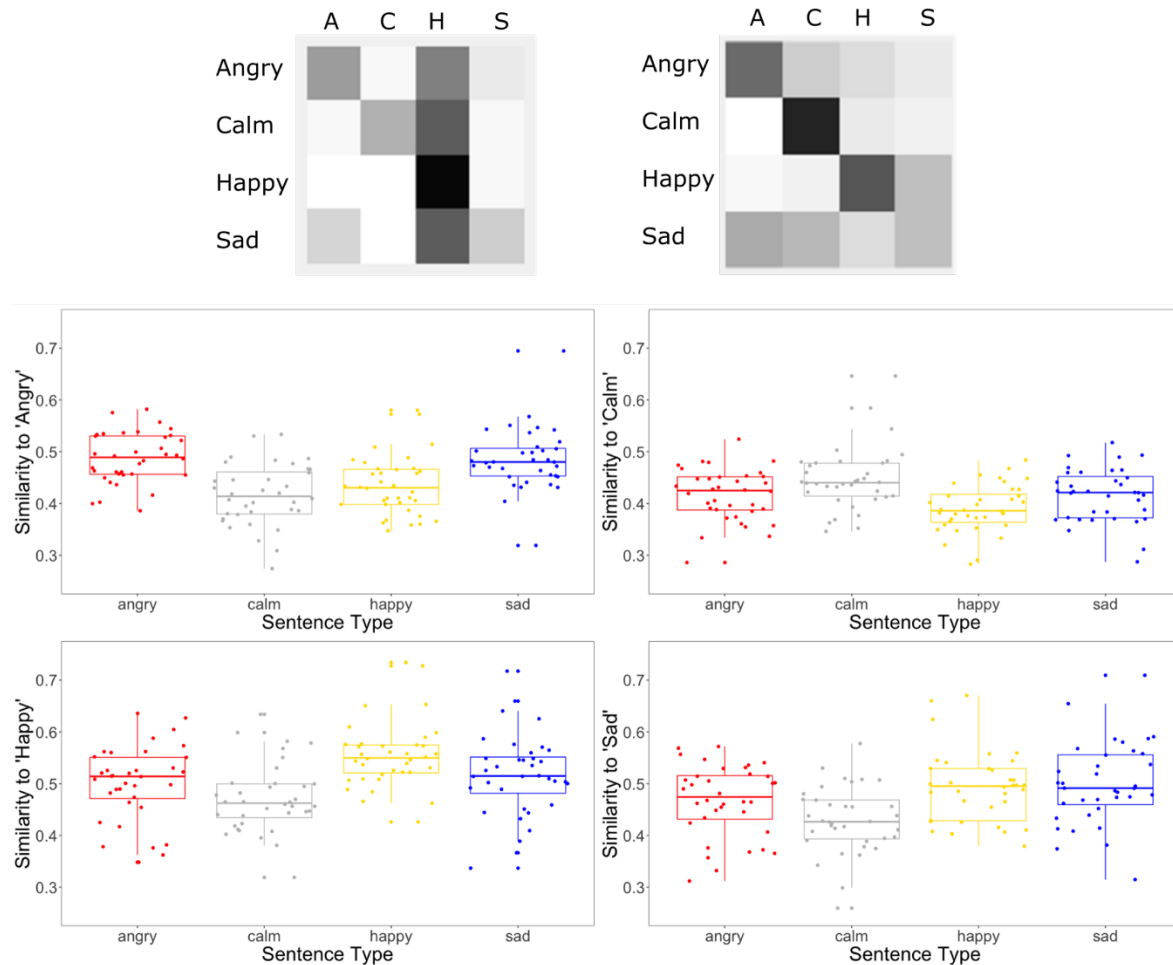 A C H S
Angry
Calm
Happy
Sad
A C H S
Angry
Calm
Happy
Sad
Similarity to 'Angry'
0.7
0.6
0.5
0.4
0.3
angry calm happy sad
Sentence Type
Similarity to 'Calm'
0.7
0.6
0.5
0.4
0.3
angry calm happy sad
Sentence Type
Similarity to 'Happy'
0.7
0.6
0.5
0.4
0.3
angry calm happy sad
Sentence Type
Similarity to 'Sad'
0.7
0.6
0.5
0.4
0.3
angry calm happy sad
Sentence Type